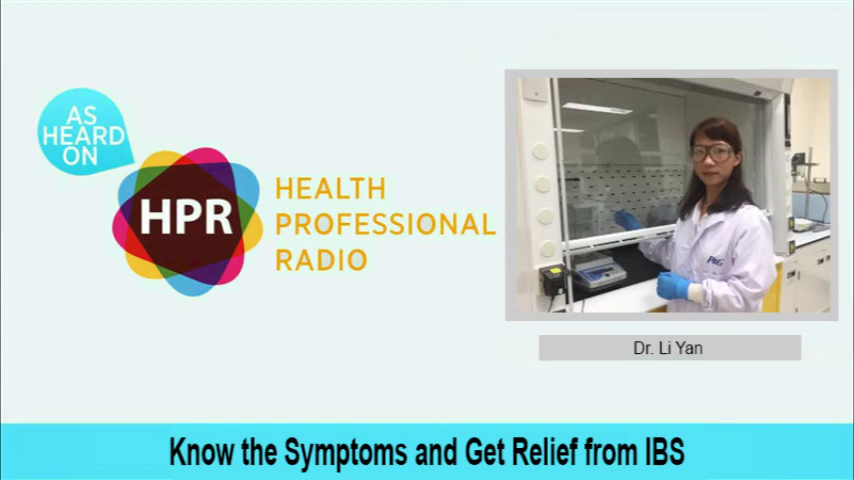 AS
HEARD
ON
HPR
HEALTH
PROFESSIONAL
RADIO
P&G
Dr. Li Yan
Know the Symptoms and Get Relief from IBS